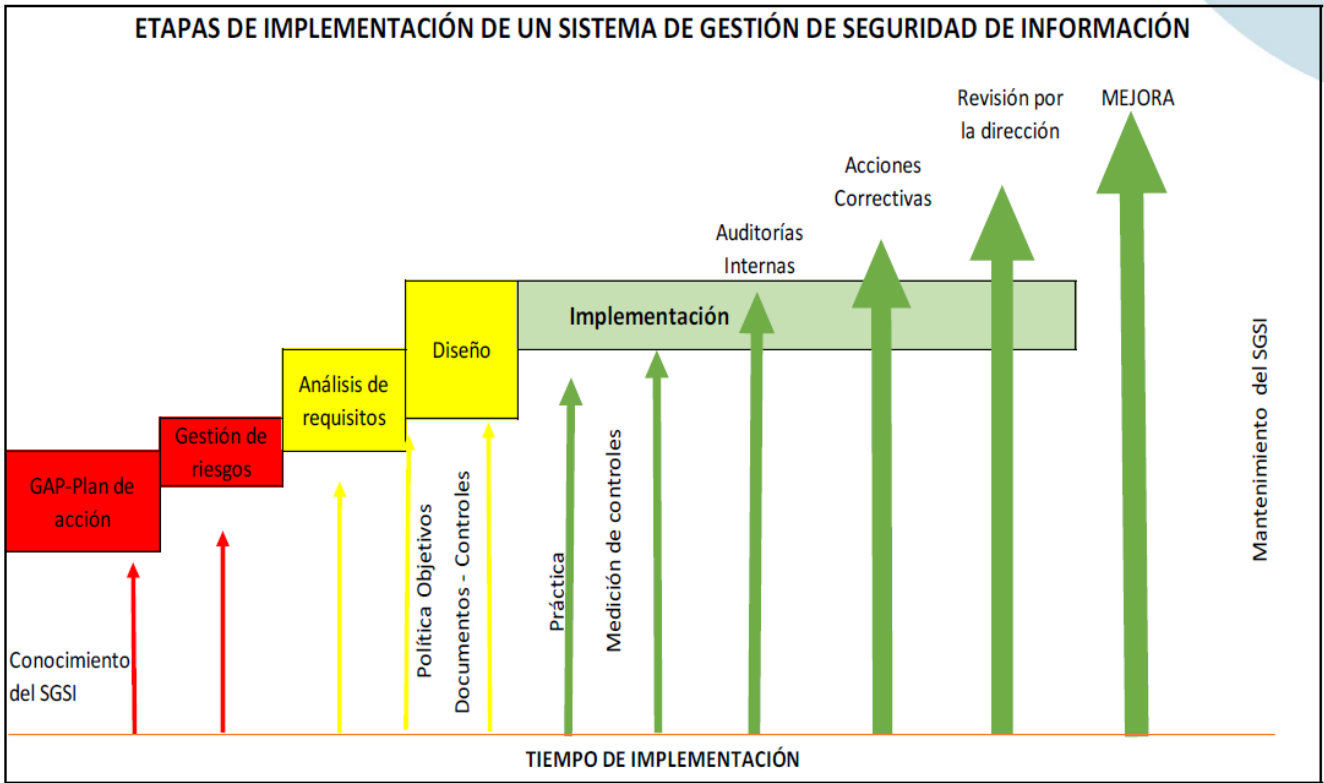 ETAPAS DE IMPLEMENTACIÓN DE UN SISTEMA DE GESTIÓN DE SEGURIDAD DE INFORMACIÓN
Revisión por
la dirección
MEJORA
Acciones
Correctivas
Auditorías
Internas
Implementación
Diseño
Análisis de
requisitos
Gestión de
riesgos
GAP-Plan de
acción
Conocimiento
del SGSI
Política Objetivos
Documentos - Controles
Práctica
Medición de controles
Mantenimiento del SGSI
TIEMPO DE IMPLEMENTACIÓN